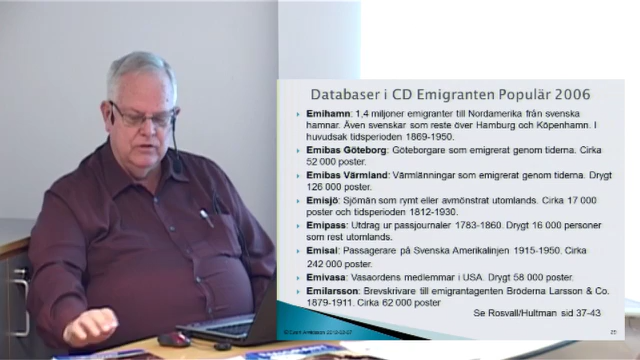 Databaser i CD Emigranten Populär 2006
Emihamn: 1,4 miljoner emigranter till Nordamerika från svenska
hamnar. Även svenskar som reste över Hamburg och Köpenhamn. I
huvudsak tidsperioden 1869-1950.
Emibas Göteborg: Göteborgare som emigrerat genom tiderna. Cirka
52 000 poster.
Emibas Värmland: Värmlänningar som emigrerat genom tiderna. Drygt
126 000 poster.
Emisjö: Sjömän som rymt eller avmönstrat utomlands. Cirka 17 000
poster och tidsperioden 1812-1930.
Emipass: Utdrag ur passjournaler 1783-1860. Drygt 16 000 personer
som rest utomlands.
Emisal: Passagerare på Svenska Amerikalinjen 1915-1950. Cirka
242 000 poster.
Emivasa: Vasaordens medlemmar i USA. Drygt 58 000 poster.
Emilarsson: Brevskrivare till emigrantagenten Bröderna Larsson & Co.
1879-1911. Cirka 62 000 poster
Se Rosvall/Hultman sid 37-43